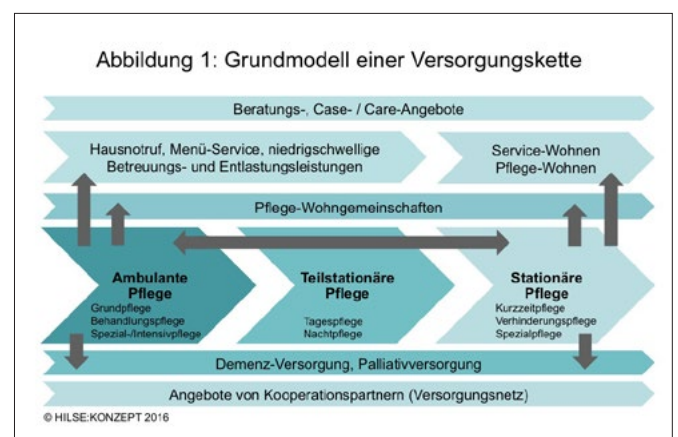 Abbildung 1: Grundmodell einer Versorgungskette
Beratungs-, Case- / Care-Angebote
Hausnotruf, Menü-Service, niedrigschwellige
Betreuungs- und Entlastungsleistungen
Service-Wohnen
Pflege-Wohnen
Pflege-Wohngemeinschaften
Ambulante
Pflege
Grundpflege
Behandlungspflege
Spezial-/Intensivpflege
Teilstationäre
Pflege
Tagespflege
Nachtpflege
Stationäre
Pflege
Kurzzeitpflege
Verhinderungspflege
Spezialpflege
Demenz-Versorgung, Palliativversorgung
Angebote von Kooperationspartnern (Versorgungsnetz)
© HILSE:KONZEPT 2016